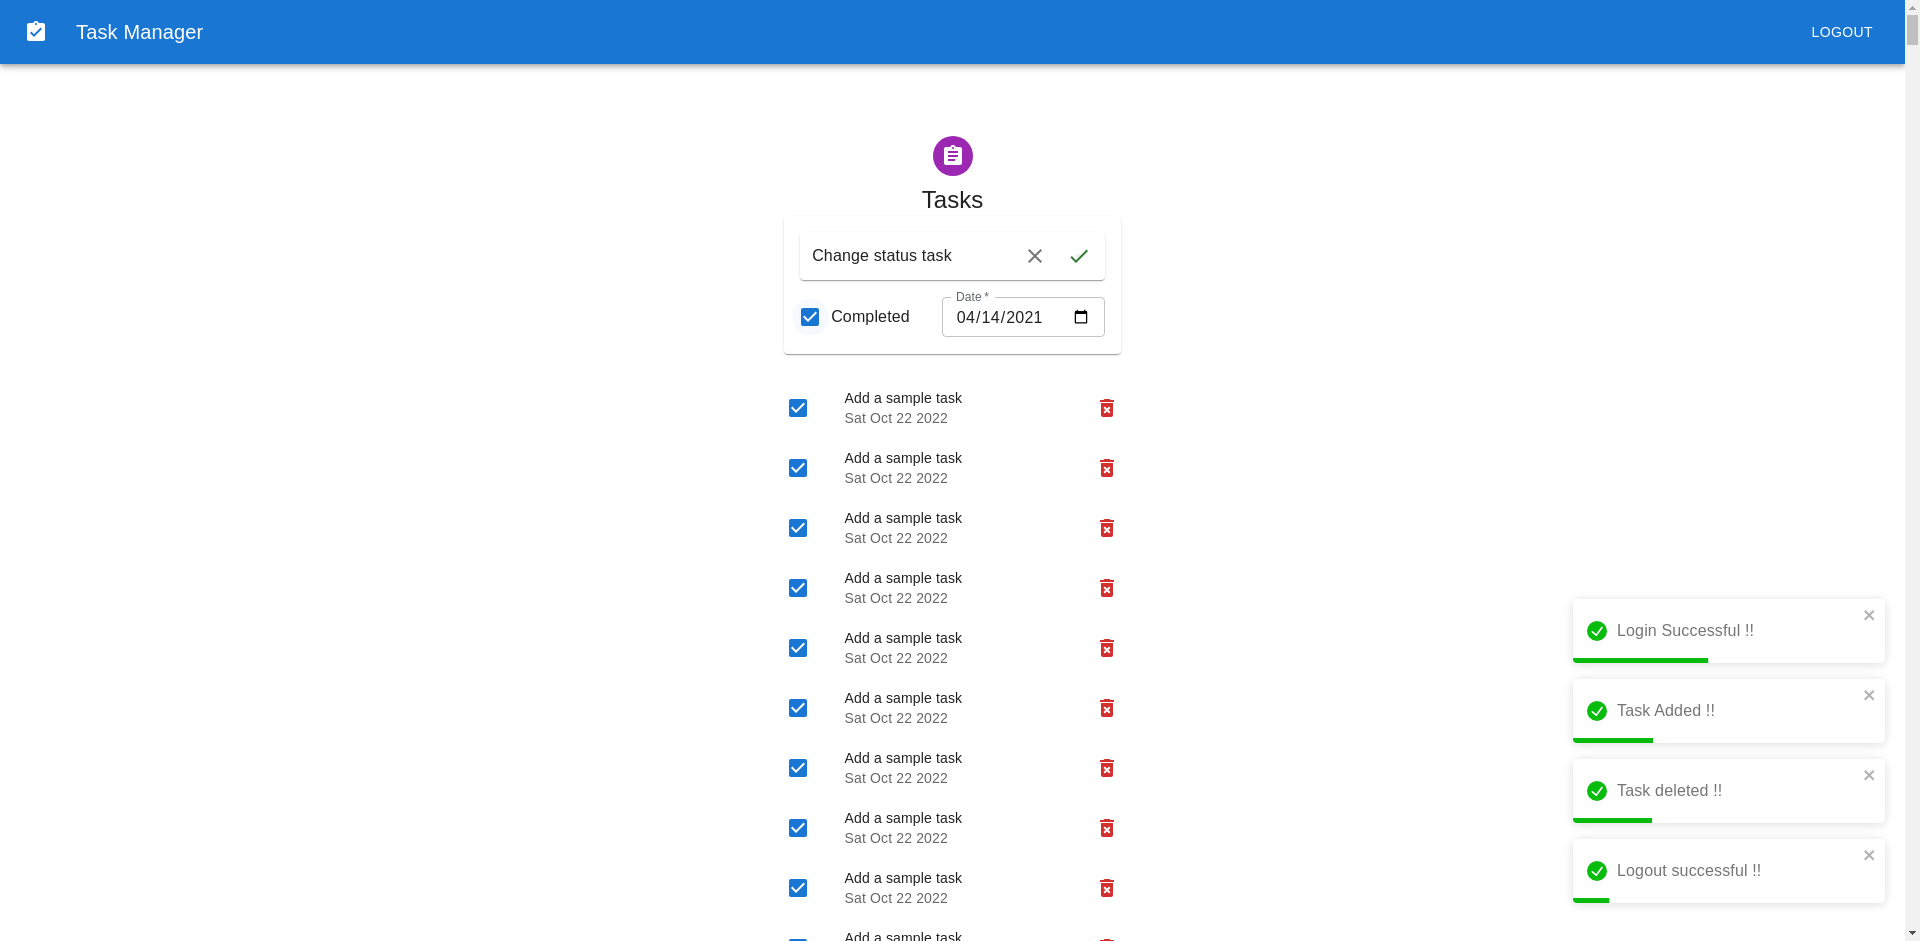 Task Manager
LOGOUT
Tasks
Change status task
Completed
Date *
04/14/2021
Add a sample task
Sat Oct 22 2022
Add a sample task
Sat Oct 22 2022
Add a sample task
Sat Oct 22 2022
Add a sample task
Sat Oct 22 2022
Add a sample task
Sat Oct 22 2022
Add a sample task
Sat Oct 22 2022
Add a sample task
Sat Oct 22 2022
Add a sample task
Sat Oct 22 2022
Add a sample task
Sat Oct 22 2022
Add a sample task
Login Successful !!
Task Added !!
Task deleted !!
Logout successful !!